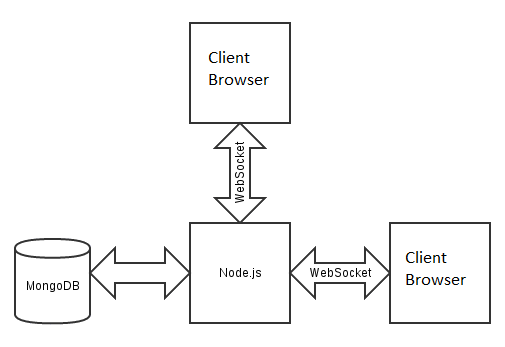 Client
Browser
WebSocket
MongoDB
Node.js
WebSocket
Client
Browser